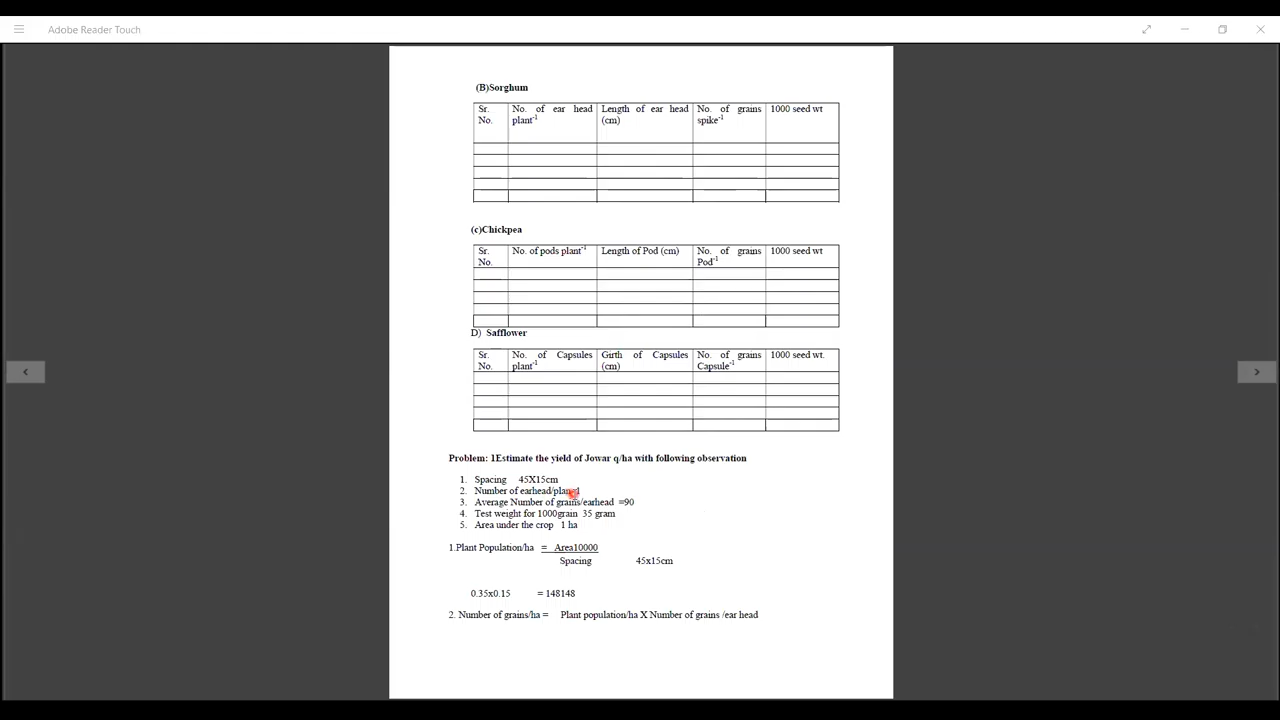 Adobe Reader Touch
(B)Sorghum
Sr. No. of ear head Length of ear head No. of grains 1000 seed wt
No. plant-1 (cm) spike-1
(c)Chickpea
Sr. No. of pods plant-1 Length of Pod (cm) No. of grains 1000 seed wt
No. Pod-1
D) Safflower
Sr. No. of Capsules Girth of Capsules No. of grains 1000 seed wt.
No. plant-1 (cm) Capsule-1
Problem: 1Estimate the yield of Jowar q/ha with following observation
1. Spacing 45X15cm
2. Number of earhead/plan
3. Average Number of grains/earhead =90
4. Test weight for 1000grain 35 gram
5. Area under the crop 1 ha
1.Plant Population/ha = Area10000
Spacing 45x15cm
0.35x0.15 = 148148
2. Number of grains/ha = Plant population/ha X Number of grains /ear head